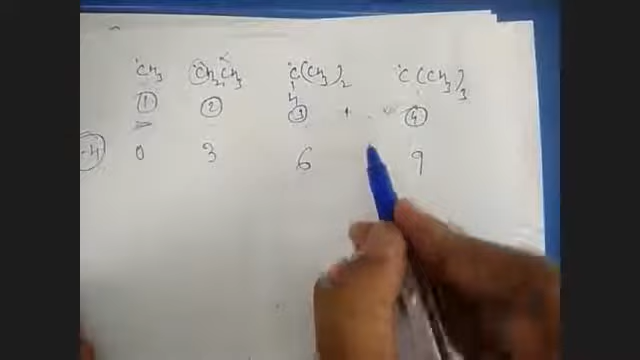 ĊH₃ ĊH₂CH₃ Ċ(CH₃)₂ Ċ(CH₃)₃
α
H
① ② ③ ④
0 3 6 9